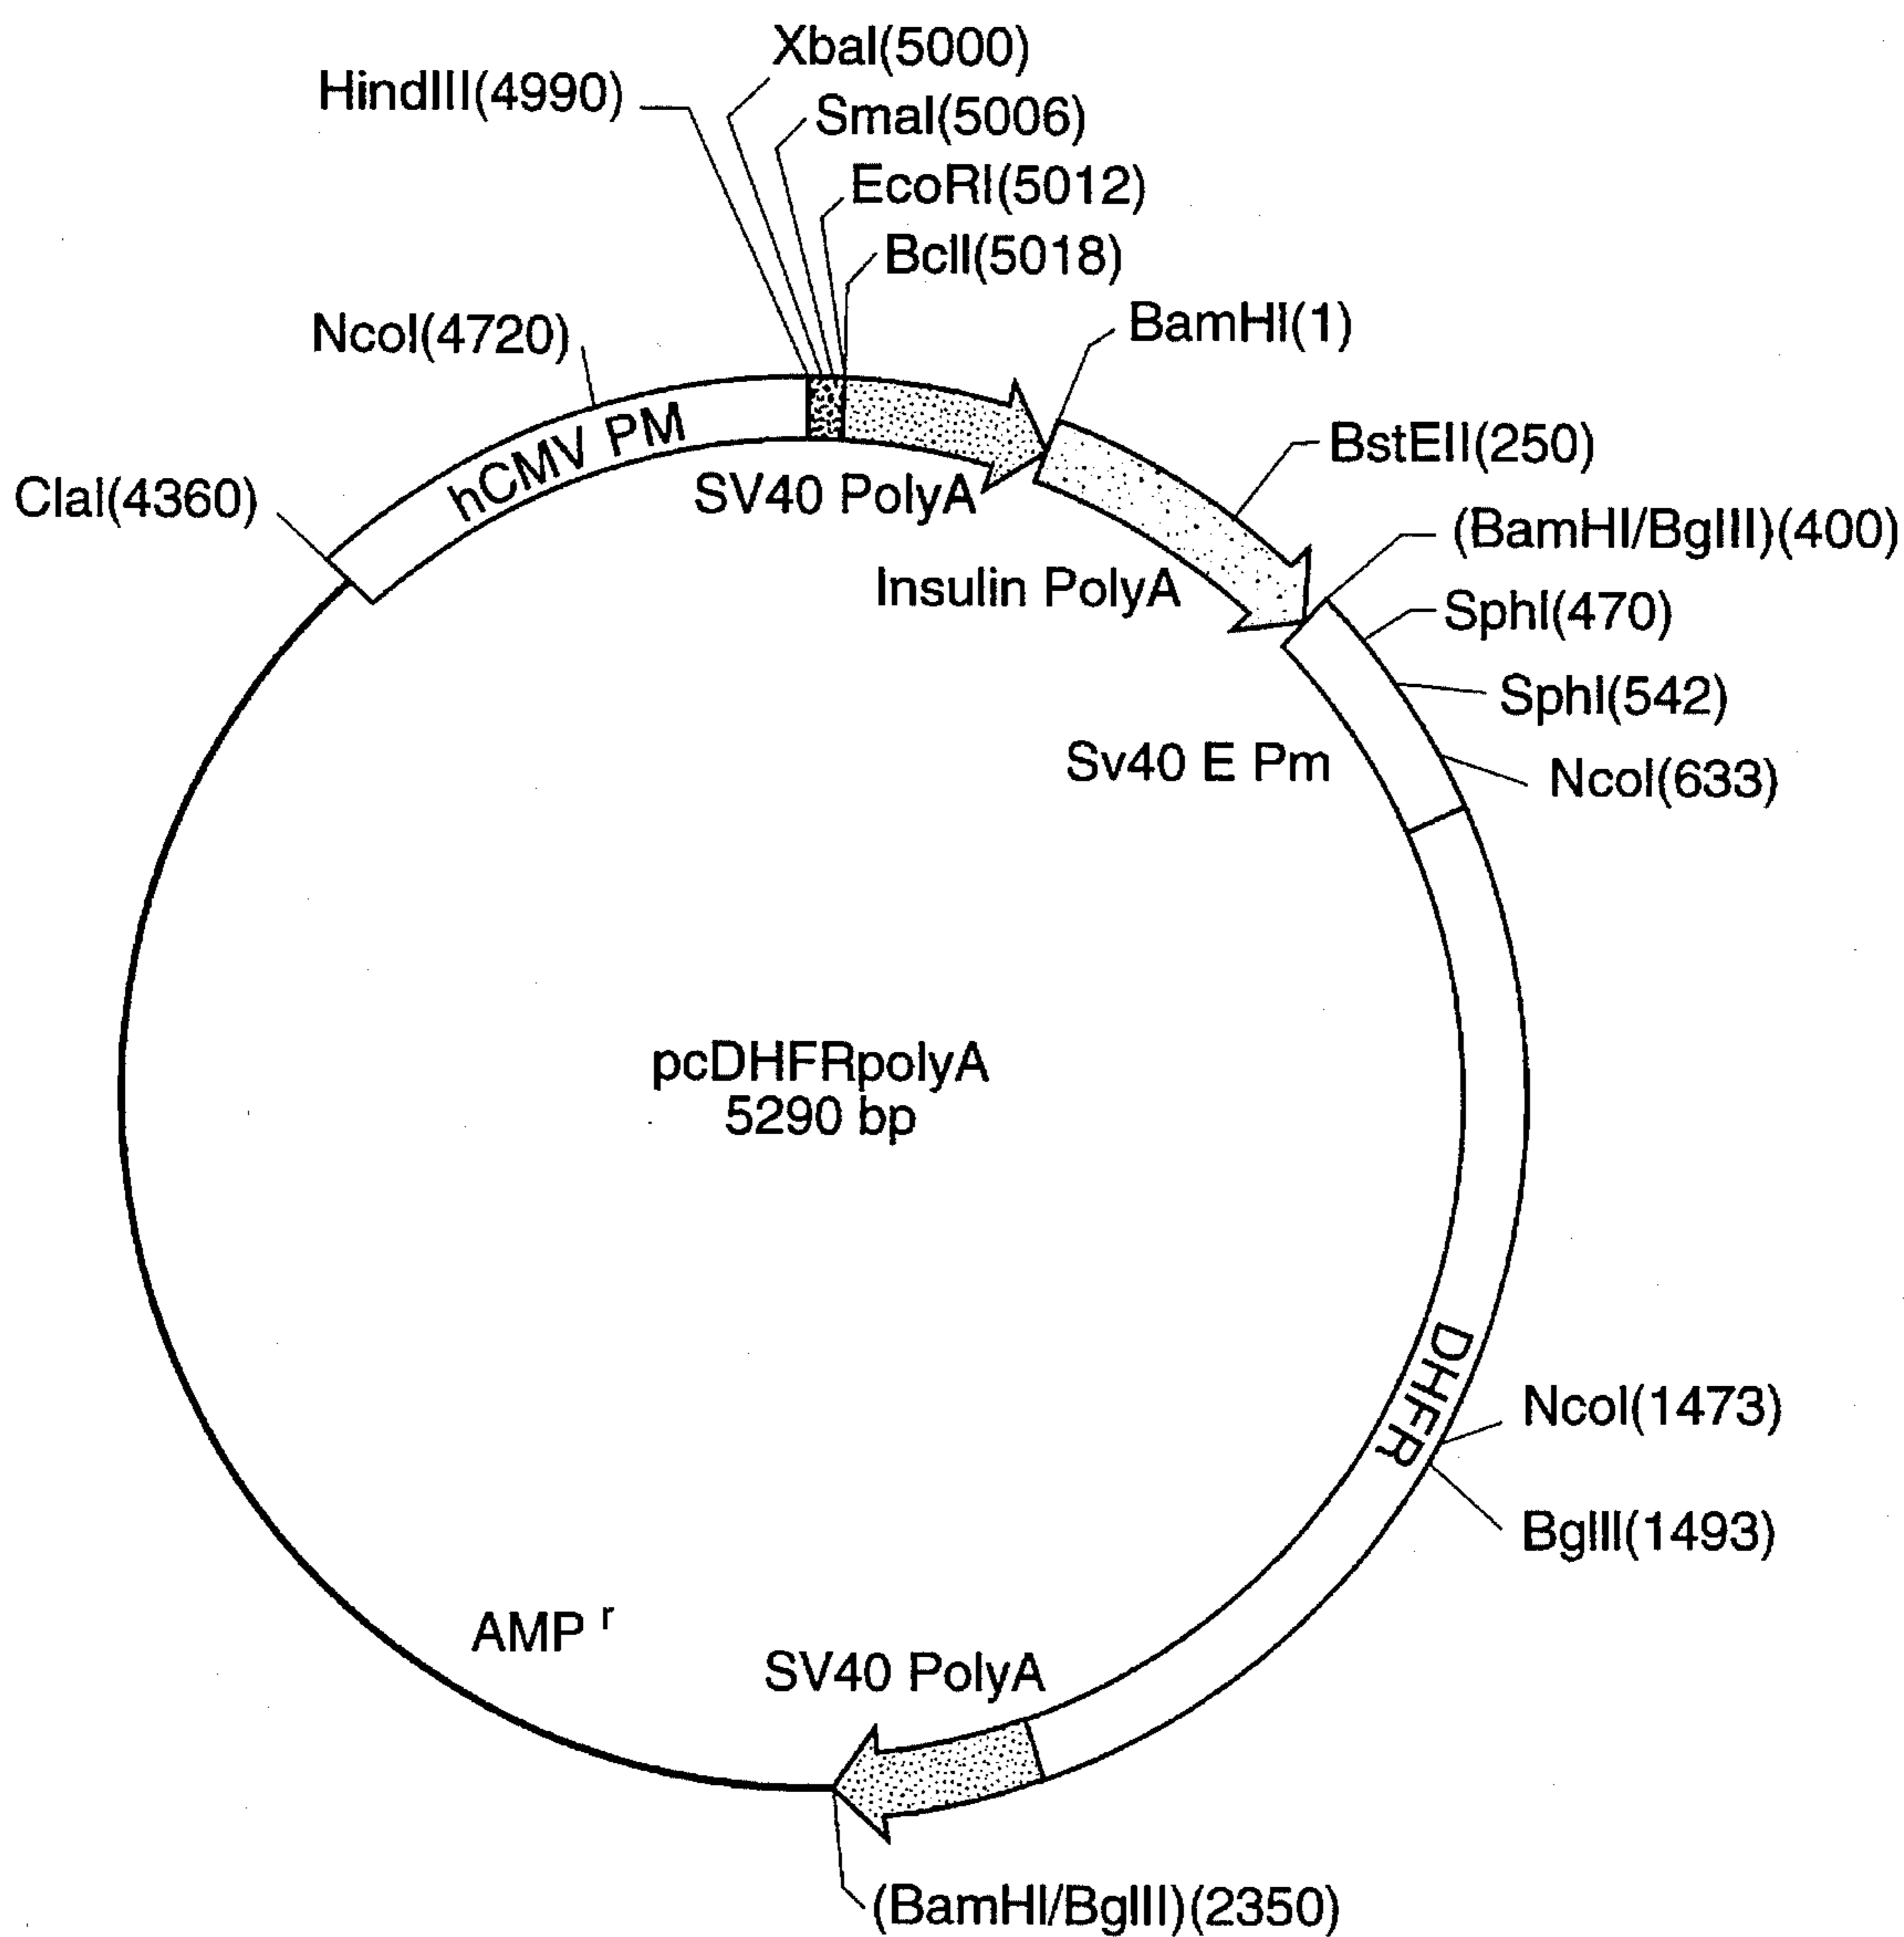 XbaI(5000)
HindIII(4990)
SmaI(5006)
EcoRI(5012)
BclI(5018)
BamHI(1)
NcoI(4720)
hCMV PM
BstEII(250)
SV40 PolyA
ClaI(4360)
(BamHI/BglII)(400)
Insulin PolyA
SphI(470)
SphI(542)
Sv40 E Pm
NcoI(633)
pcDHFRpolyA
5290 bp
DHFR
NcoI(1473)
BglII(1493)
AMP r
SV40 PolyA
(BamHI/BglII)(2350)